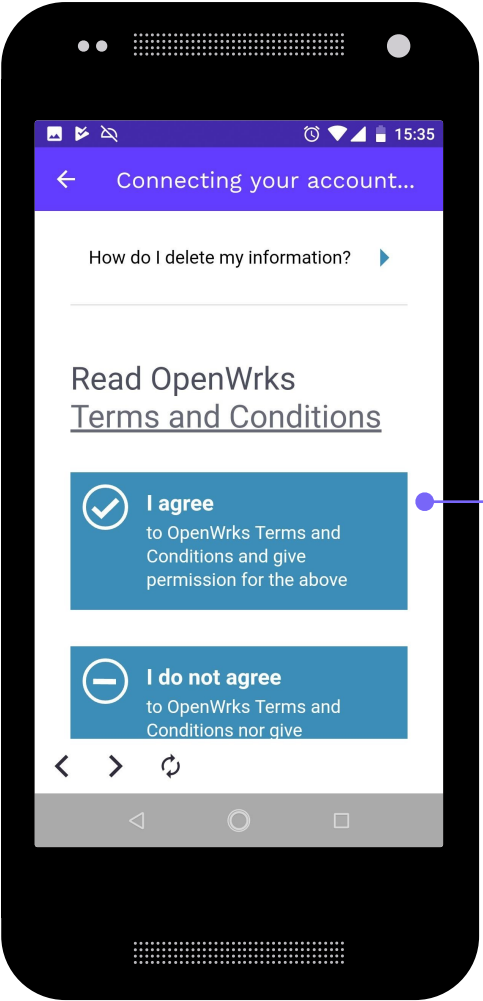 15:35
Connecting your account...
How do I delete my information?
Read OpenWrks
Terms and Conditions
I agree
to OpenWrks Terms and
Conditions and give
permission for the above
I do not agree
to OpenWrks Terms and
Conditions nor give